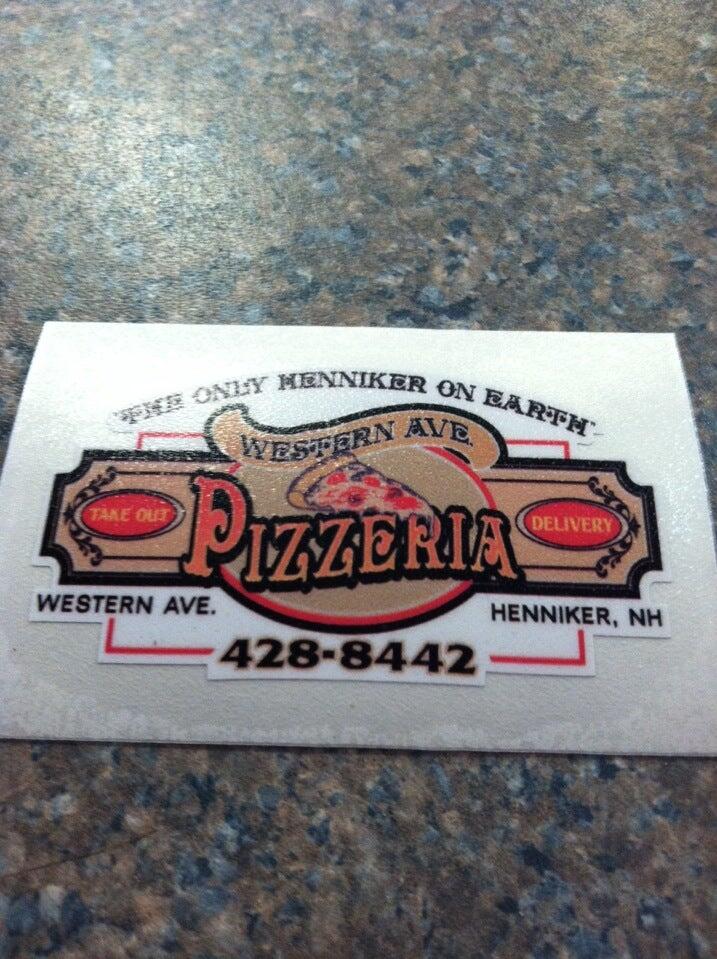 "THE ONLY HENNIKER ON EARTH"
WESTERN AVE.
TAKE OUT
PIZZERIA
DELIVERY
WESTERN AVE.
HENNIKER, NH
428-8442